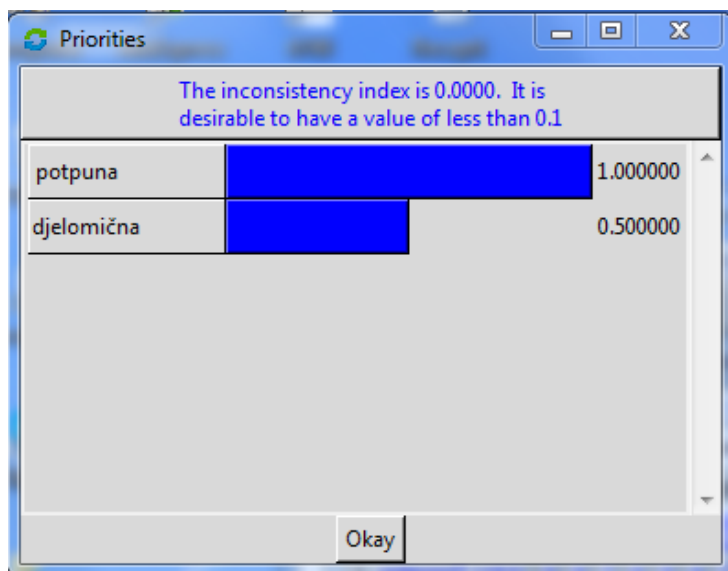 Priorities
The inconsistency index is 0.0000. It is
desirable to have a value of less than 0.1
potpuna 1.000000
djelomična 0.500000
Okay